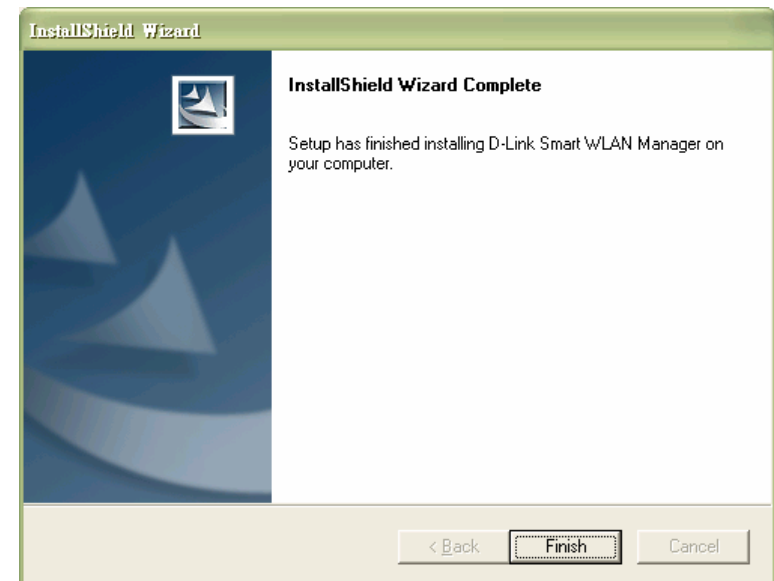 InstallShield Wizard
InstallShield Wizard Complete
Setup has finished installing D-Link Smart WLAN Manager on
your computer.
< Back
Finish
Cancel